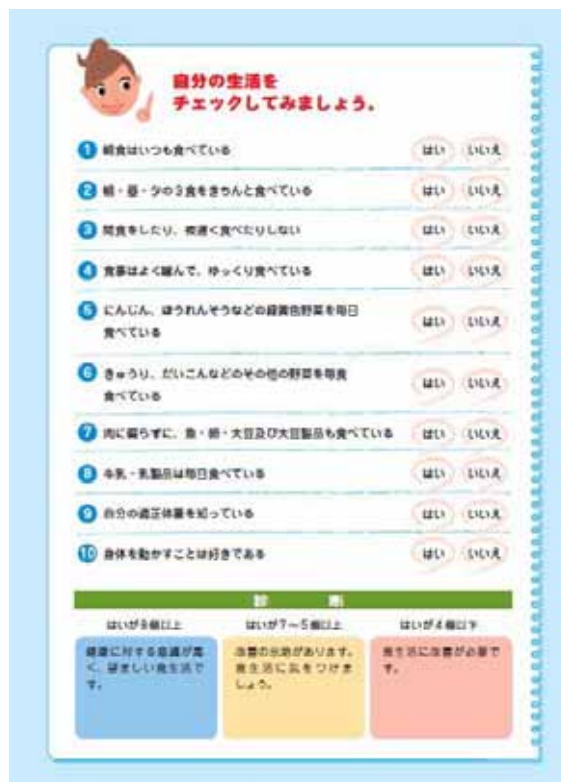 自分の生活を
チェックしてみましょう。
1 朝食はいつも食べている はい いいえ
2 朝・昼・夕の3食をきちんと食べている はい いいえ
3 間食をしたり、夜遅く食べたりしない はい いいえ
4 食事はよく噛んで、ゆっくり食べている はい いいえ
5 にんじん、ほうれんそうなどの緑黄色野菜を毎日
食べている はい いいえ
6 きゅうり、だいこんなどのその他の野菜を毎食
食べている はい いいえ
7 肉に偏らずに、魚・卵・大豆及び大豆製品も食べている はい いいえ
8 牛乳・乳製品は毎日食べている はい いいえ
9 自分の適正体重を知っている はい いいえ
10 身体を動かすことは好きである はい いいえ
診断
はいが8個以上 はいが7〜5個以上 はいが4個以下
健康に対する意識が高
く、望ましい食生活で
す。
改善の余地があります。
食生活に気をつけま
しょう。
食生活に改善が必要で
す。